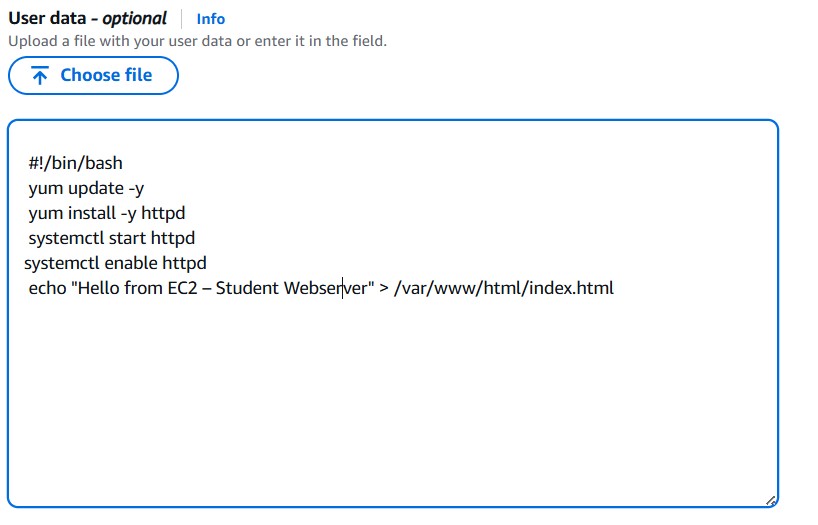 User data - optional Info
Upload a file with your user data or enter it in the field.
Choose file
#!/bin/bash
yum update -y
yum install -y httpd
systemctl start httpd
systemctl enable httpd
echo "Hello from EC2 – Student Webserver" > /var/www/html/index.html